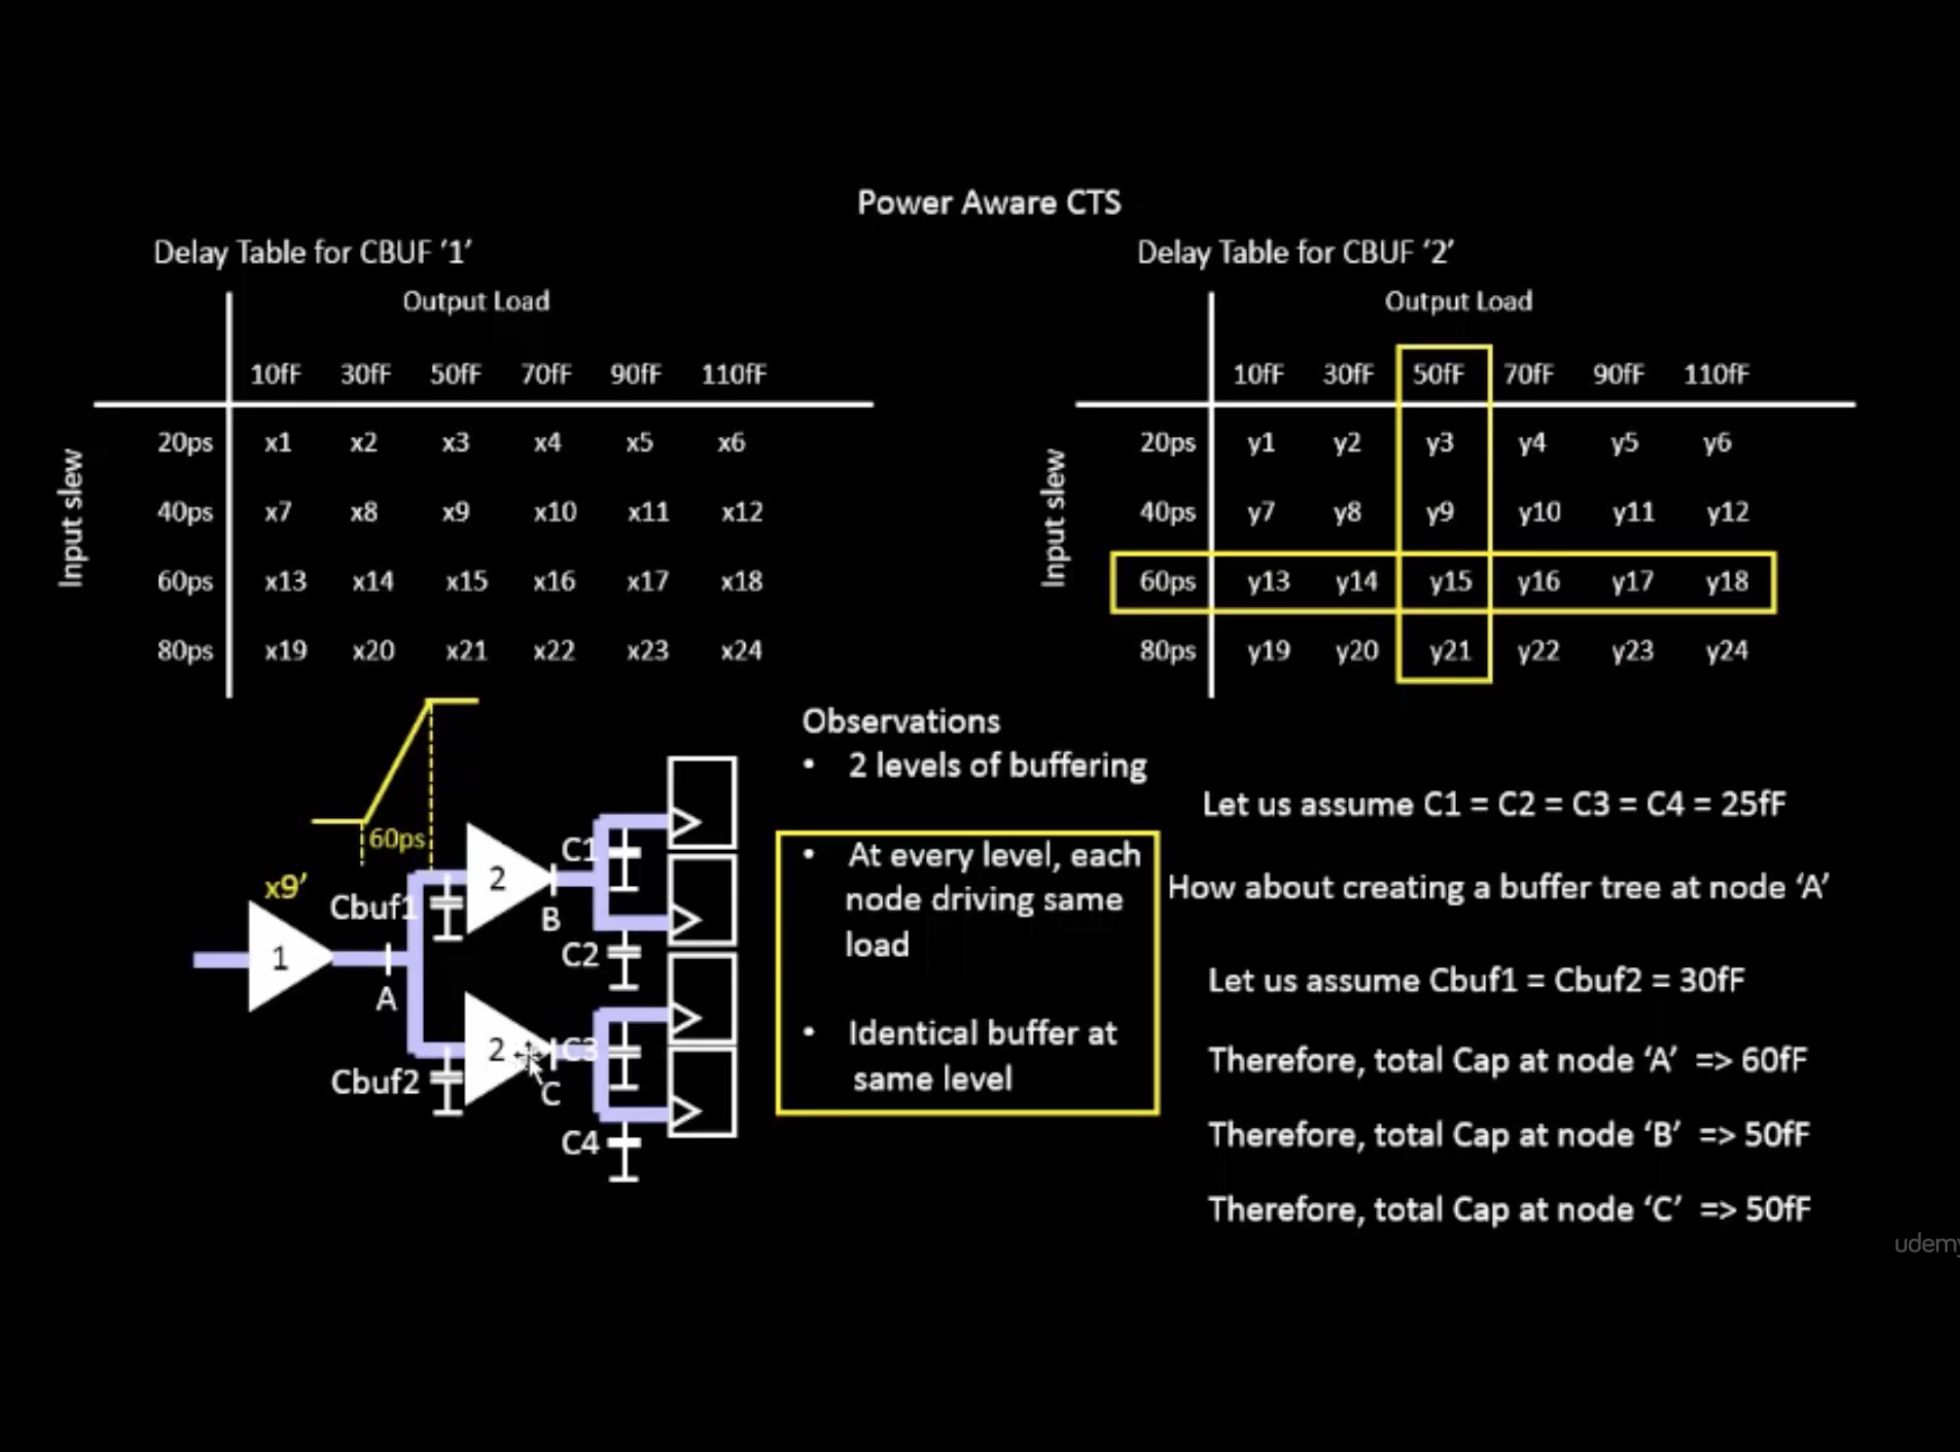 Power Aware CTS
Delay Table for CBUF '1'
Output Load
10fF 30fF 50fF 70fF 90fF 110fF
Input slew
20ps x1 x2 x3 x4 x5 x6
40ps x7 x8 x9 x10 x11 x12
60ps x13 x14 x15 x16 x17 x18
80ps x19 x20 x21 x22 x23 x24
Delay Table for CBUF '2'
Output Load
10fF 30fF 50fF 70fF 90fF 110fF
Input slew
20ps y1 y2 y3 y4 y5 y6
40ps y7 y8 y9 y10 y11 y12
60ps y13 y14 y15 y16 y17 y18
80ps y19 y20 y21 y22 y23 y24
60ps
x9'
1
A
Cbuf1
2
B
C1
C2
Cbuf2
2
C
C3
C4
Observations
• 2 levels of buffering
• At every level, each
node driving same
load
• Identical buffer at
same level
Let us assume C1 = C2 = C3 = C4 = 25fF
How about creating a buffer tree at node 'A'
Let us assume Cbuf1 = Cbuf2 = 30fF
Therefore, total Cap at node 'A' => 60fF
Therefore, total Cap at node 'B' => 50fF
Therefore, total Cap at node 'C' => 50fF
udemy